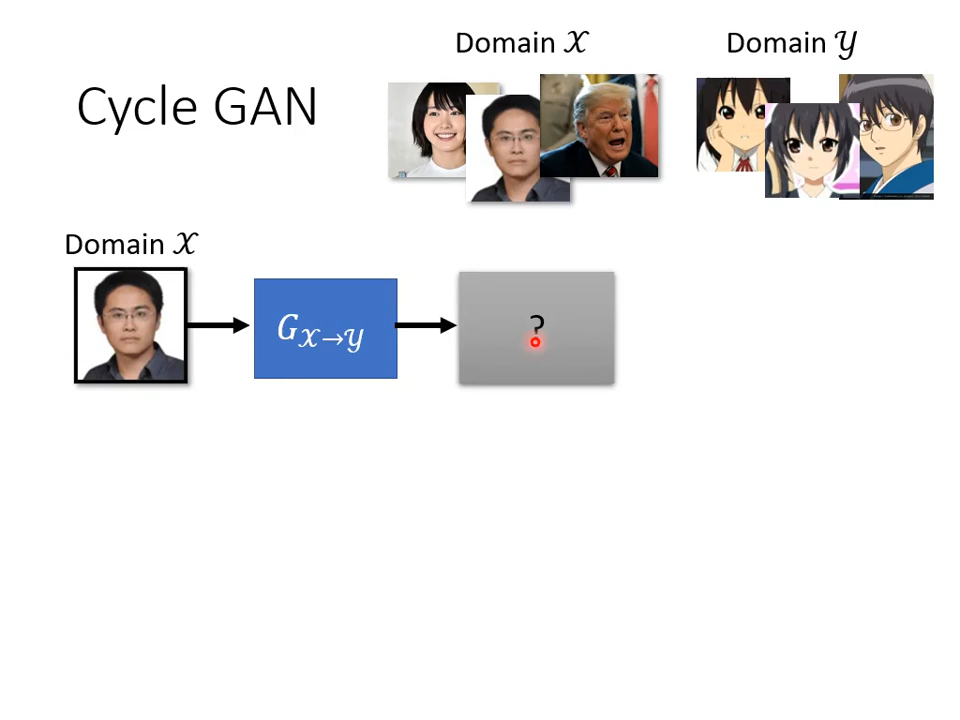 Domain 𝒳
Domain 𝒴
Cycle GAN
Domain 𝒳
G𝒳→𝒴
?